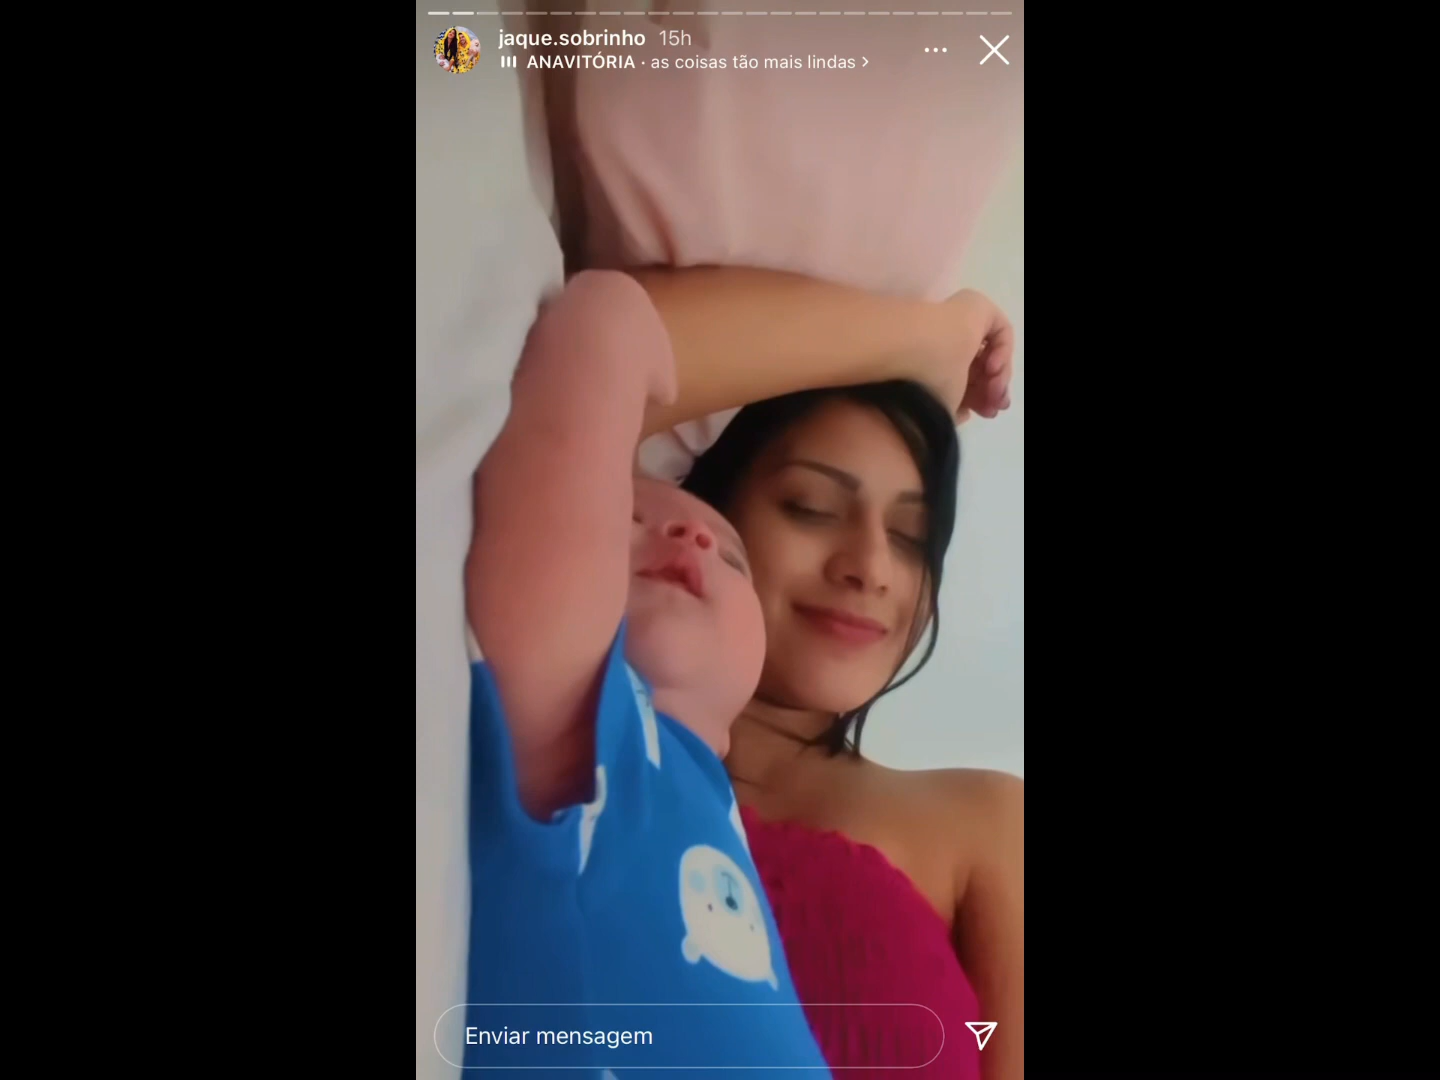 jaque.sobrinho 15h
ANAVITÓRIA · as coisas tão mais lindas >
Enviar mensagem